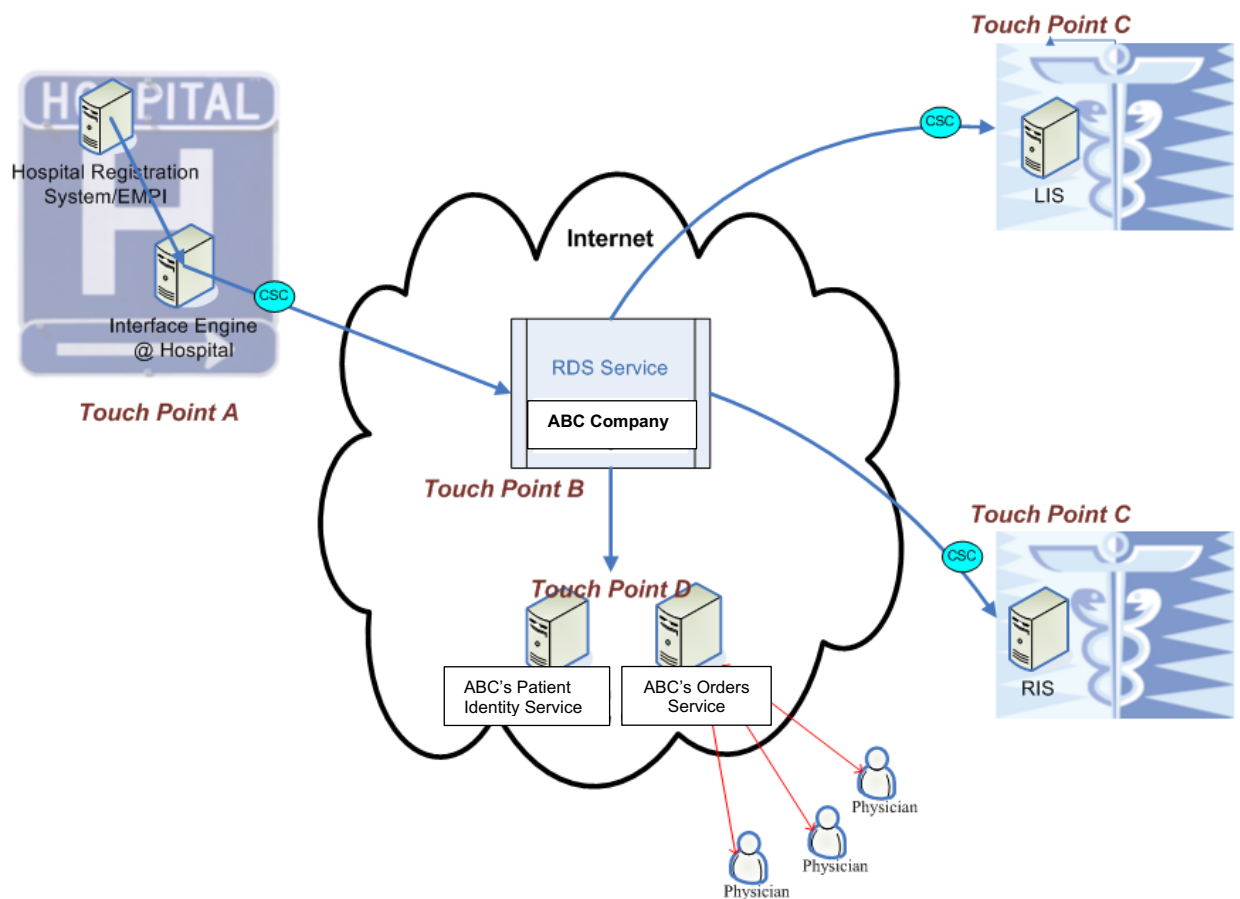 Touch Point C
HOSPITAL
Hospital Registration
System/EMPI
H
Interface Engine
@ Hospital
Touch Point A
CSC
CSC
LIS
Internet
RDS Service
ABC Company
Touch Point B
Touch Point C
CSC
RIS
Touch Point D
ABC's Patient
Identity Service
ABC's Orders
Service
Physician
Physician
Physician